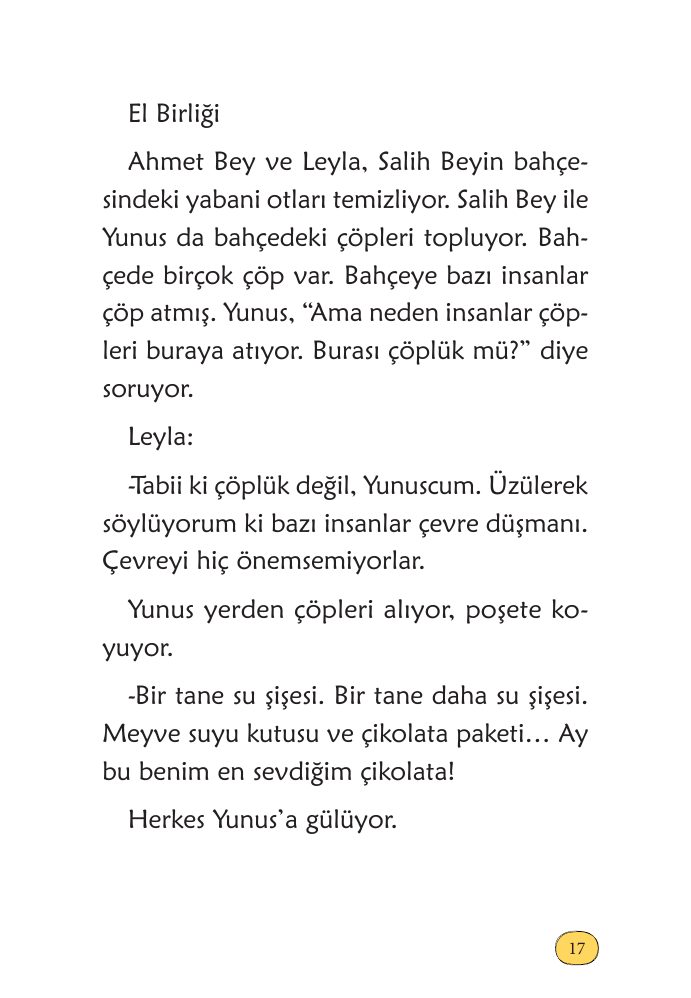 El Birliği
Ahmet Bey ve Leyla, Salih Beyin bahçe-
sindeki yabani otları temizliyor. Salih Bey ile
Yunus da bahçedeki çöpleri topluyor. Bah-
çede birçok çöp var. Bahçeye bazı insanlar
çöp atmış. Yunus, “Ama neden insanlar çöp-
leri buraya atıyor. Burası çöplük mü?” diye
soruyor.
Leyla:
-Tabii ki çöplük değil, Yunuscum. Üzülerek
söylüyorum ki bazı insanlar çevre düşmanı.
Çevreyi hiç önemsemiyorlar.
Yunus yerden çöpleri alıyor, poşete ko-
yuyor.
-Bir tane su şişesi. Bir tane daha su şişesi.
Meyve suyu kutusu ve çikolata paketi… Ay
bu benim en sevdiğim çikolata!
Herkes Yunus’a gülüyor.
17